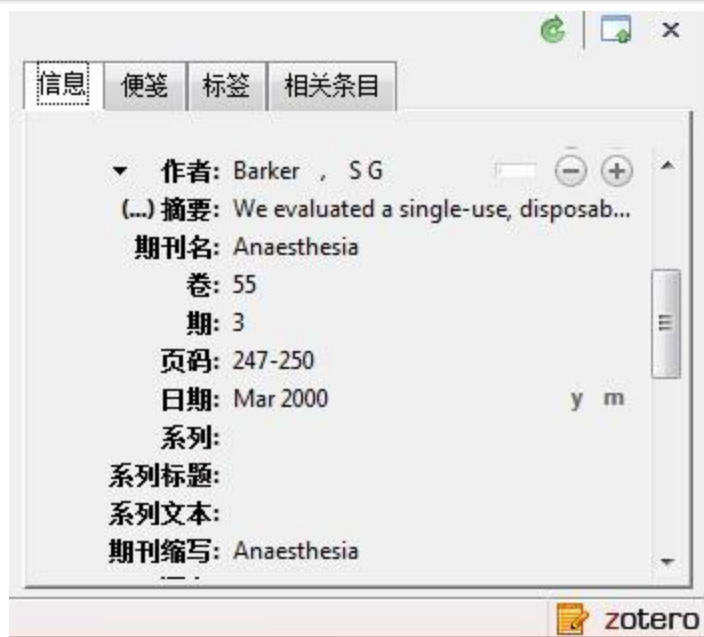 信息 便笺 标签 相关条目
作者: Barker , S G
(...) 摘要: We evaluated a single-use, disposab...
期刊名: Anaesthesia
卷: 55
期: 3
页码: 247-250
日期: Mar 2000 y m
系列:
系列标题:
系列文本:
期刊缩写: Anaesthesia
zotero